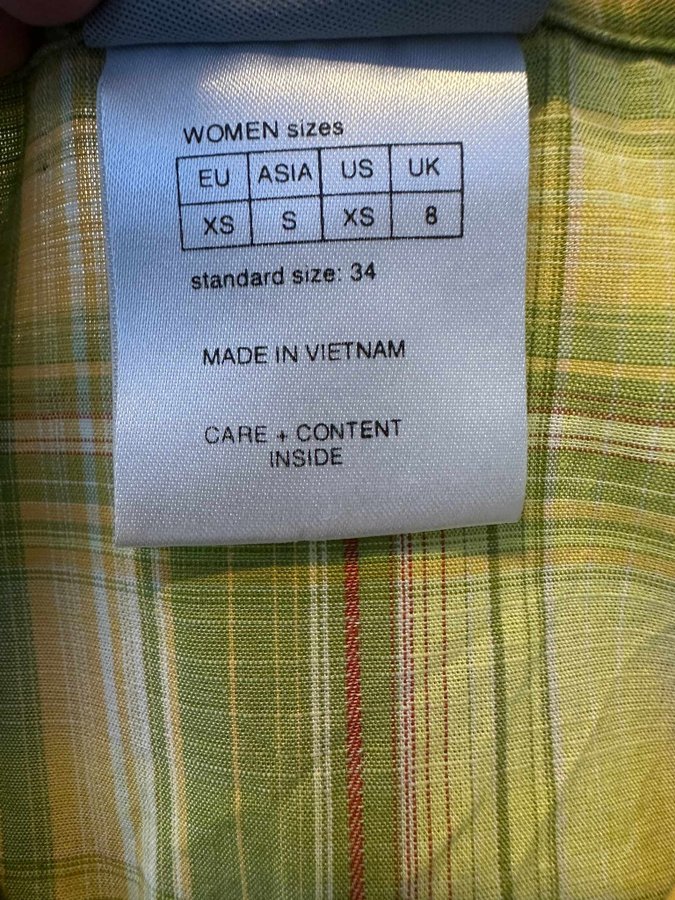 WOMEN sizes
EU ASIA US UK
XS S XS 8
standard size: 34
MADE IN VIETNAM
CARE + CONTENT
INSIDE